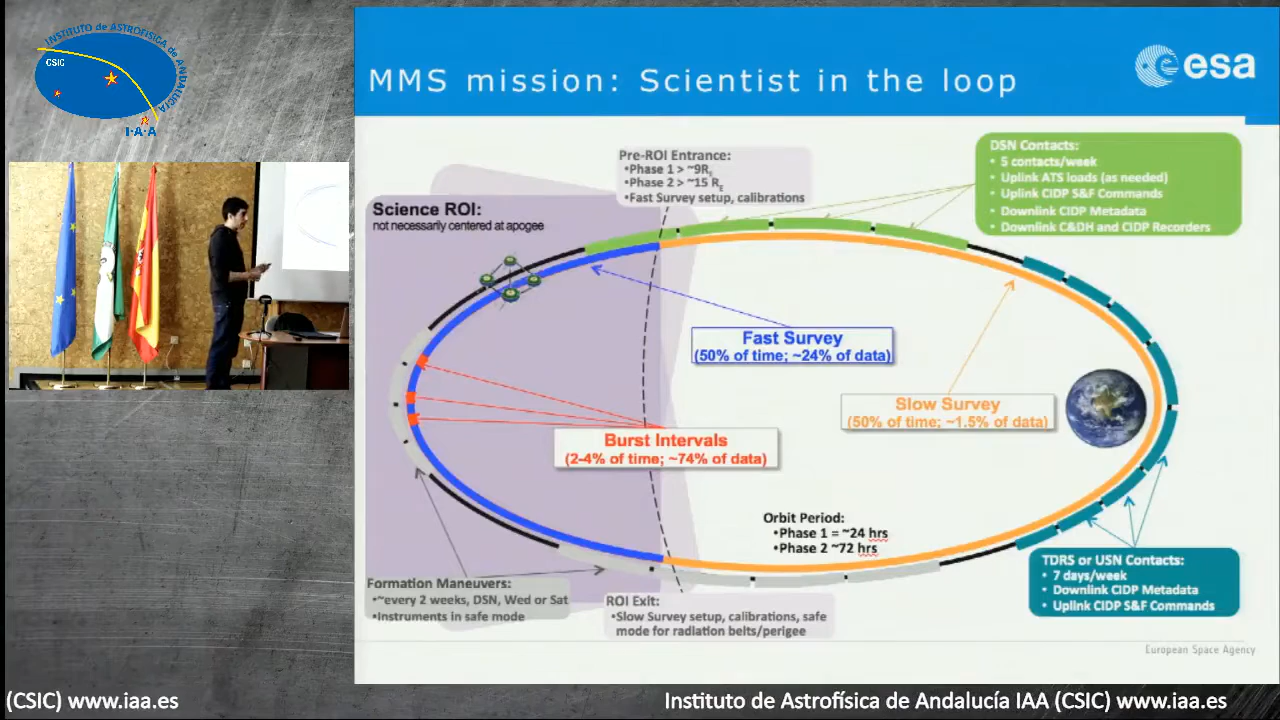 INSTITUTO de ASTROFÍSICA de ANDALUCÍA
CSIC
I·A·A
MMS mission: Scientist in the loop
esa
Pre-ROI Entrance:
•Phase 1 > ~9RE
•Phase 2 > ~15 RE
•Fast Survey setup, calibrations
DSN Contacts:
• 5 contacts/week
• Uplink ATS loads (as needed)
• Uplink CIDP S&F Commands
• Downlink CIDP Metadata
• Downlink C&DH and CIDP Recorders
Science ROI:
not necessarily centered at apogee
Fast Survey
(50% of time; ~24% of data)
Slow Survey
(50% of time; ~1.5% of data)
Burst Intervals
(2-4% of time; ~74% of data)
Orbit Period:
•Phase 1 = ~24 hrs
•Phase 2 ~72 hrs
TDRS or USN Contacts:
• 7 days/week
• Downlink CIDP Metadata
• Uplink CIDP S&F Commands
Formation Maneuvers:
•~every 2 weeks, DSN, Wed or Sat
•Instruments in safe mode
ROI Exit:
•Slow Survey setup, calibrations, safe
mode for radiation belts/perigee
European Space Agency
(CSIC) www.iaa.es
Instituto de Astrofísica de Andalucía IAA (CSIC) www.iaa.es